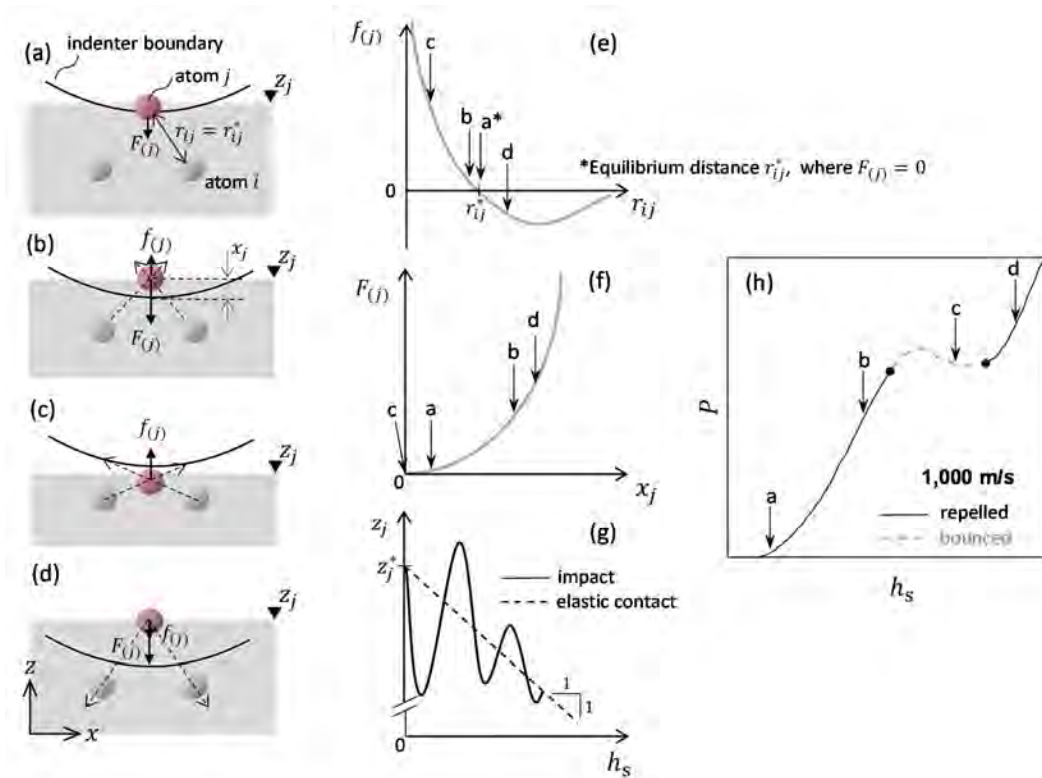 (a)
indenter boundary
atom j
z_j
F_(j)
r_ij = r*_ij
atom i
(b)
f_(j)
x_j
z_j
F_(j)
(c)
f_(j)
z_j
(d)
z_j
F_(j)
f_(j)
z
x
f_(j)
(e)
c
b
a*
d
0
r*_ij
r_ij
*Equilibrium distance r*_ij, where F_(j) = 0
F_(j)
(f)
d
b
c
a
0
x_j
z_j
(g)
z*_j
impact
elastic contact
1
1
0
h_s
(h)
d
c
b
P
1,000 m/s
a
repelled
bounced
h_s